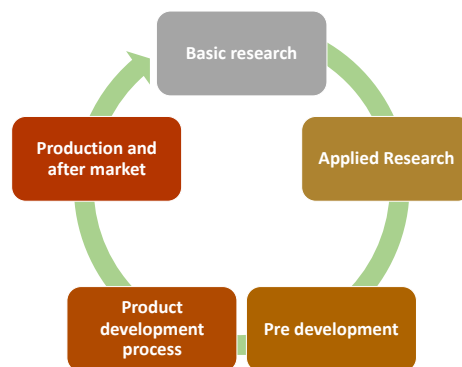 Basic research
Applied Research
Pre development
Product
development
process
Production and
after market